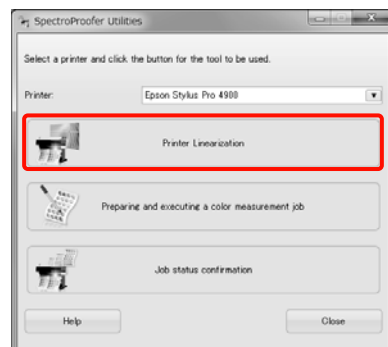 SpectroProofer Utilities
Select a printer and click the button for the tool to be used.
Printer: Epson Stylus Pro 4900
Printer Linearization
Preparing and executing a color measurement job
Job status confirmation
Help Close